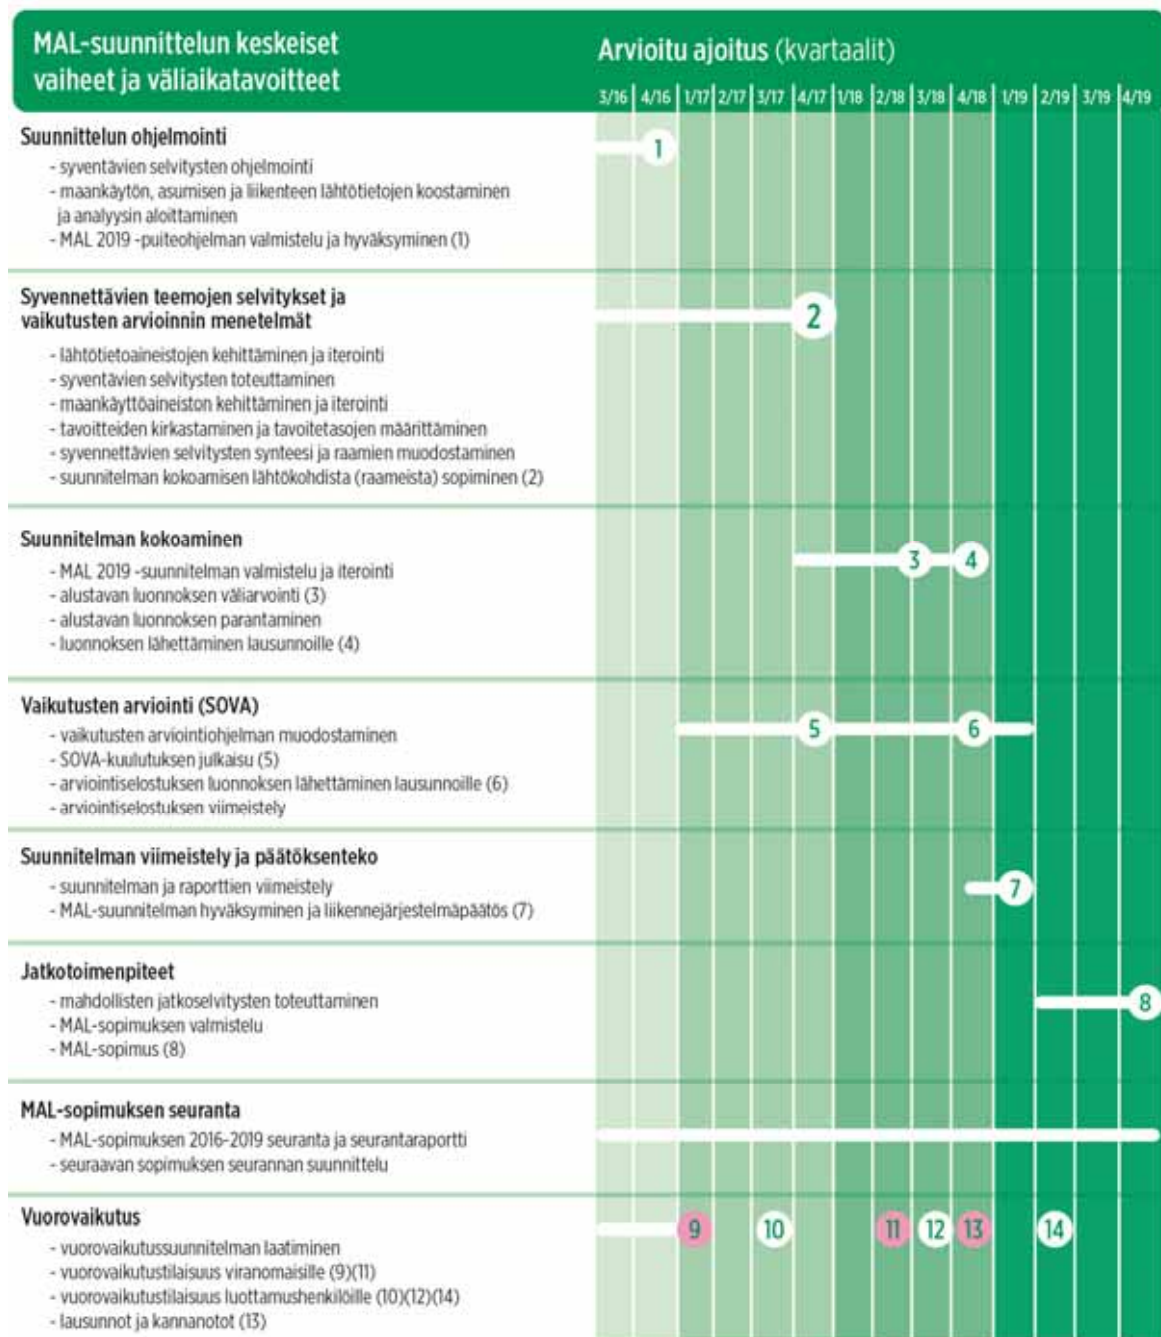 MAL-suunnittelun keskeiset
vaiheet ja väliaikatavoitteet
Arvioitu ajoitus (kvartaalit)
3/16 4/16 1/17 2/17 3/17 4/17 1/18 2/18 3/18 4/18 1/19 2/19 3/19 4/19
Suunnittelun ohjelmointi
- syventävien selvitysten ohjelmointi
- maankäytön, asumisen ja liikenteen lähtötietojen koostaminen
ja analyysin aloittaminen
- MAL 2019 -puiteohjelman valmistelu ja hyväksyminen (1)
1
Syvennettävien teemojen selvitykset ja
vaikutusten arvioinnin menetelmät
- lähtötietoaineistojen kehittäminen ja iterointi
- syventävien selvitysten toteuttaminen
- maankäyttöaineiston kehittäminen ja iterointi
- tavoitteiden kirkastaminen ja tavoitetasojen määrittäminen
- syvennettävien selvitysten synteesi ja raamien muodostaminen
- suunnitelman kokoamisen lähtökohdista (raameista) sopiminen (2)
2
Suunnitelman kokoaminen
- MAL 2019 -suunnitelman valmistelu ja iterointi
- alustavan luonnoksen väliarvointi (3)
- alustavan luonnoksen parantaminen
- luonnoksen lähettäminen lausunnoille (4)
3 4
Vaikutusten arviointi (SOVA)
- vaikutusten arviointiohjelman muodostaminen
- SOVA-kuulutuksen julkaisu (5)
- arviointiselostuksen luonnoksen lähettäminen lausunnoille (6)
- arviointiselostuksen viimeistely
5 6
Suunnitelman viimeistely ja päätöksenteko
- suunnitelman ja raporttien viimeistely
- MAL-suunnitelman hyväksyminen ja liikennejärjestelmäpäätös (7)
7
Jatkotoimenpiteet
- mahdollisten jatkoselvitysten toteuttaminen
- MAL-sopimuksen valmistelu
- MAL-sopimus (8)
8
MAL-sopimuksen seuranta
- MAL-sopimuksen 2016-2019 seuranta ja seurantaraportti
- seuraavan sopimuksen seurannan suunnittelu
Vuorovaikutus
- vuorovaikutussuunnitelman laatiminen
- vuorovaikutustilaisuus viranomaisille (9)(11)
- vuorovaikutustilaisuus luottamushenkilöille (10)(12)(14)
- lausunnot ja kannanotot (13)
9 10 11 12 13 14